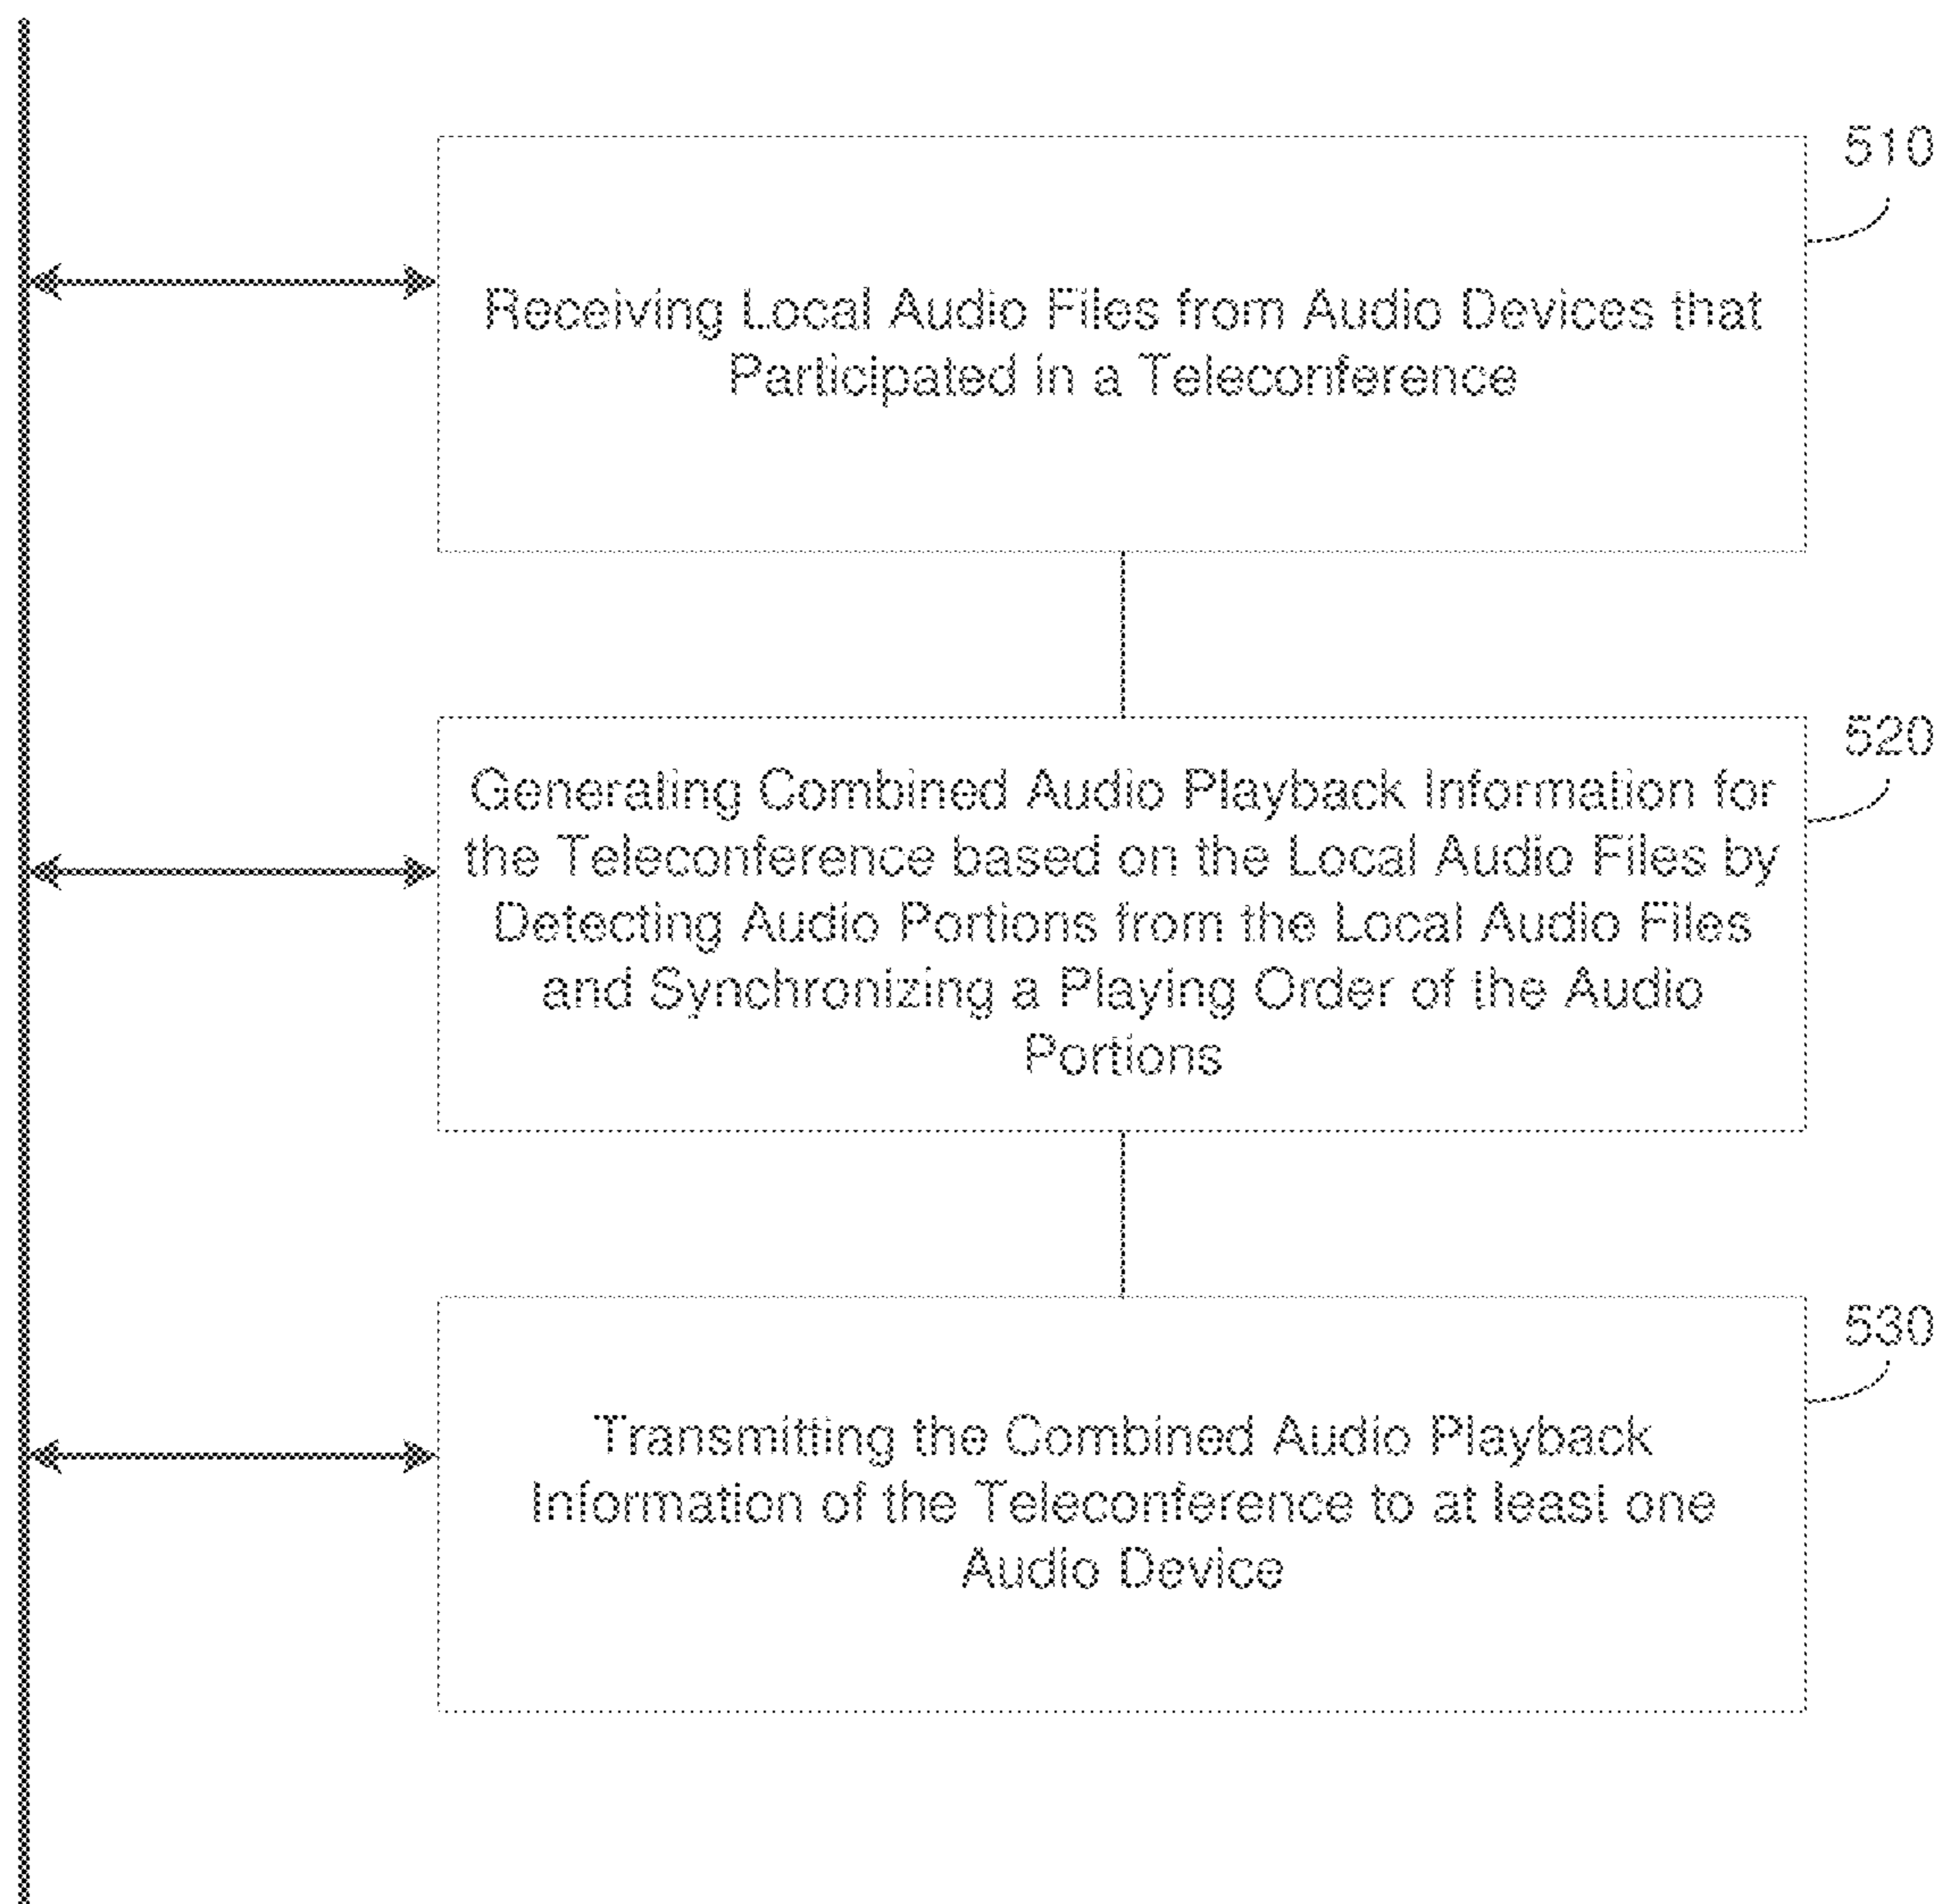 510
Receiving Local Audio Files from Audio Devices that
Participated in a Teleconference
520
Generating Combined Audio Playback Information for
the Teleconference based on the Local Audio Files by
Detecting Audio Portions from the Local Audio Files
and Synchronizing a Playing Order of the Audio
Portions
530
Transmitting the Combined Audio Playback
Information of the Teleconference to at least one
Audio Device